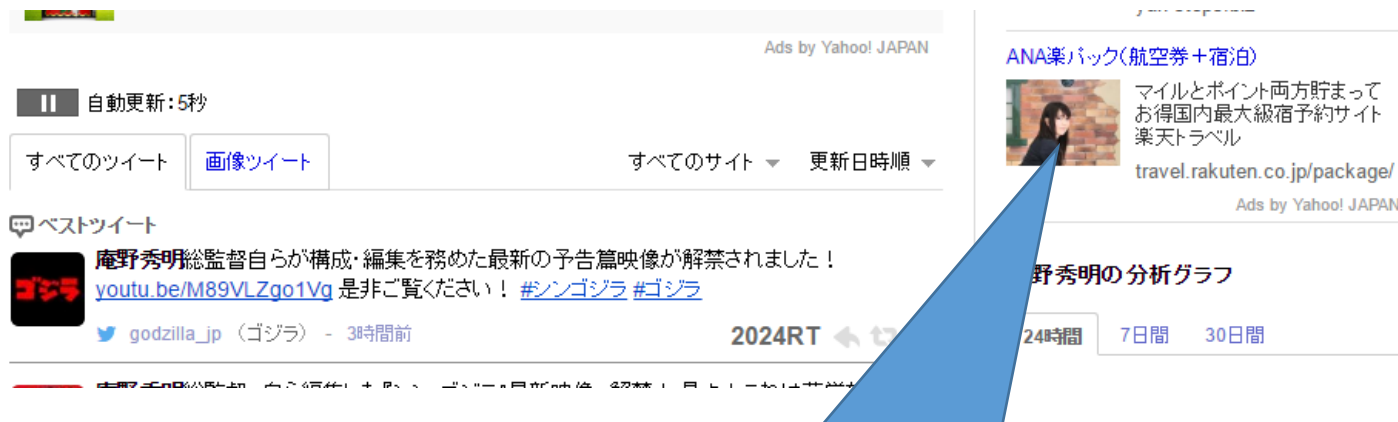 Ads by Yahoo! JAPAN
自動更新:5秒
すべてのツイート
画像ツイート
すべてのサイト
更新日時順
ベストツイート
ゴジラ
庵野秀明総監督自らが構成・編集を務めた最新の予告篇映像が解禁されました!
youtu.be/M89VLZgo1Vg 是非ご覧ください! #シンゴジラ #ゴジラ
godzilla_jp (ゴジラ) - 3時間前
2024RT
ANA楽パック(航空券+宿泊)
マイルとポイント両方貯まって
お得国内最大級宿予約サイト
楽天トラベル
travel.rakuten.co.jp/package/
Ads by Yahoo! JAPAN
野秀明の分析グラフ
24時間
7日間
30日間